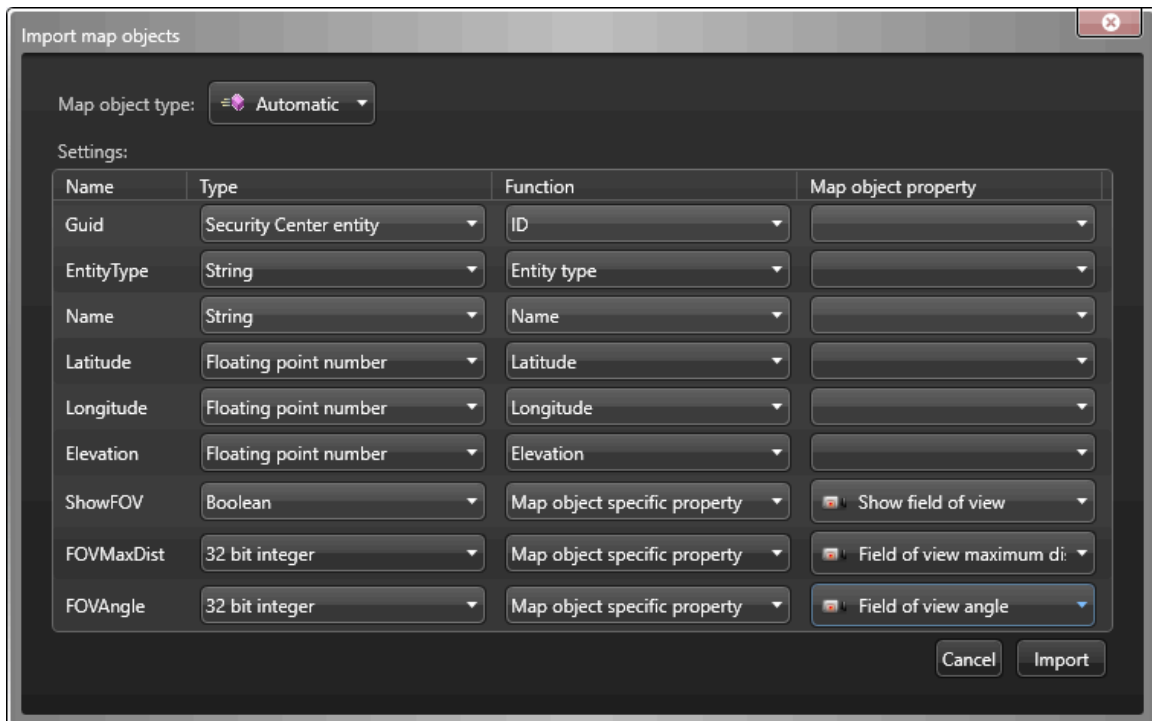 Import map objects
Map object type: Automatic
Settings:
Name Type Function Map object property
Guid Security Center entity ID
EntityType String Entity type
Name String Name
Latitude Floating point number Latitude
Longitude Floating point number Longitude
Elevation Floating point number Elevation
ShowFOV Boolean Map object specific property Show field of view
FOVMaxDist 32 bit integer Map object specific property Field of view maximum di
FOVAngle 32 bit integer Map object specific property Field of view angle
Cancel Import